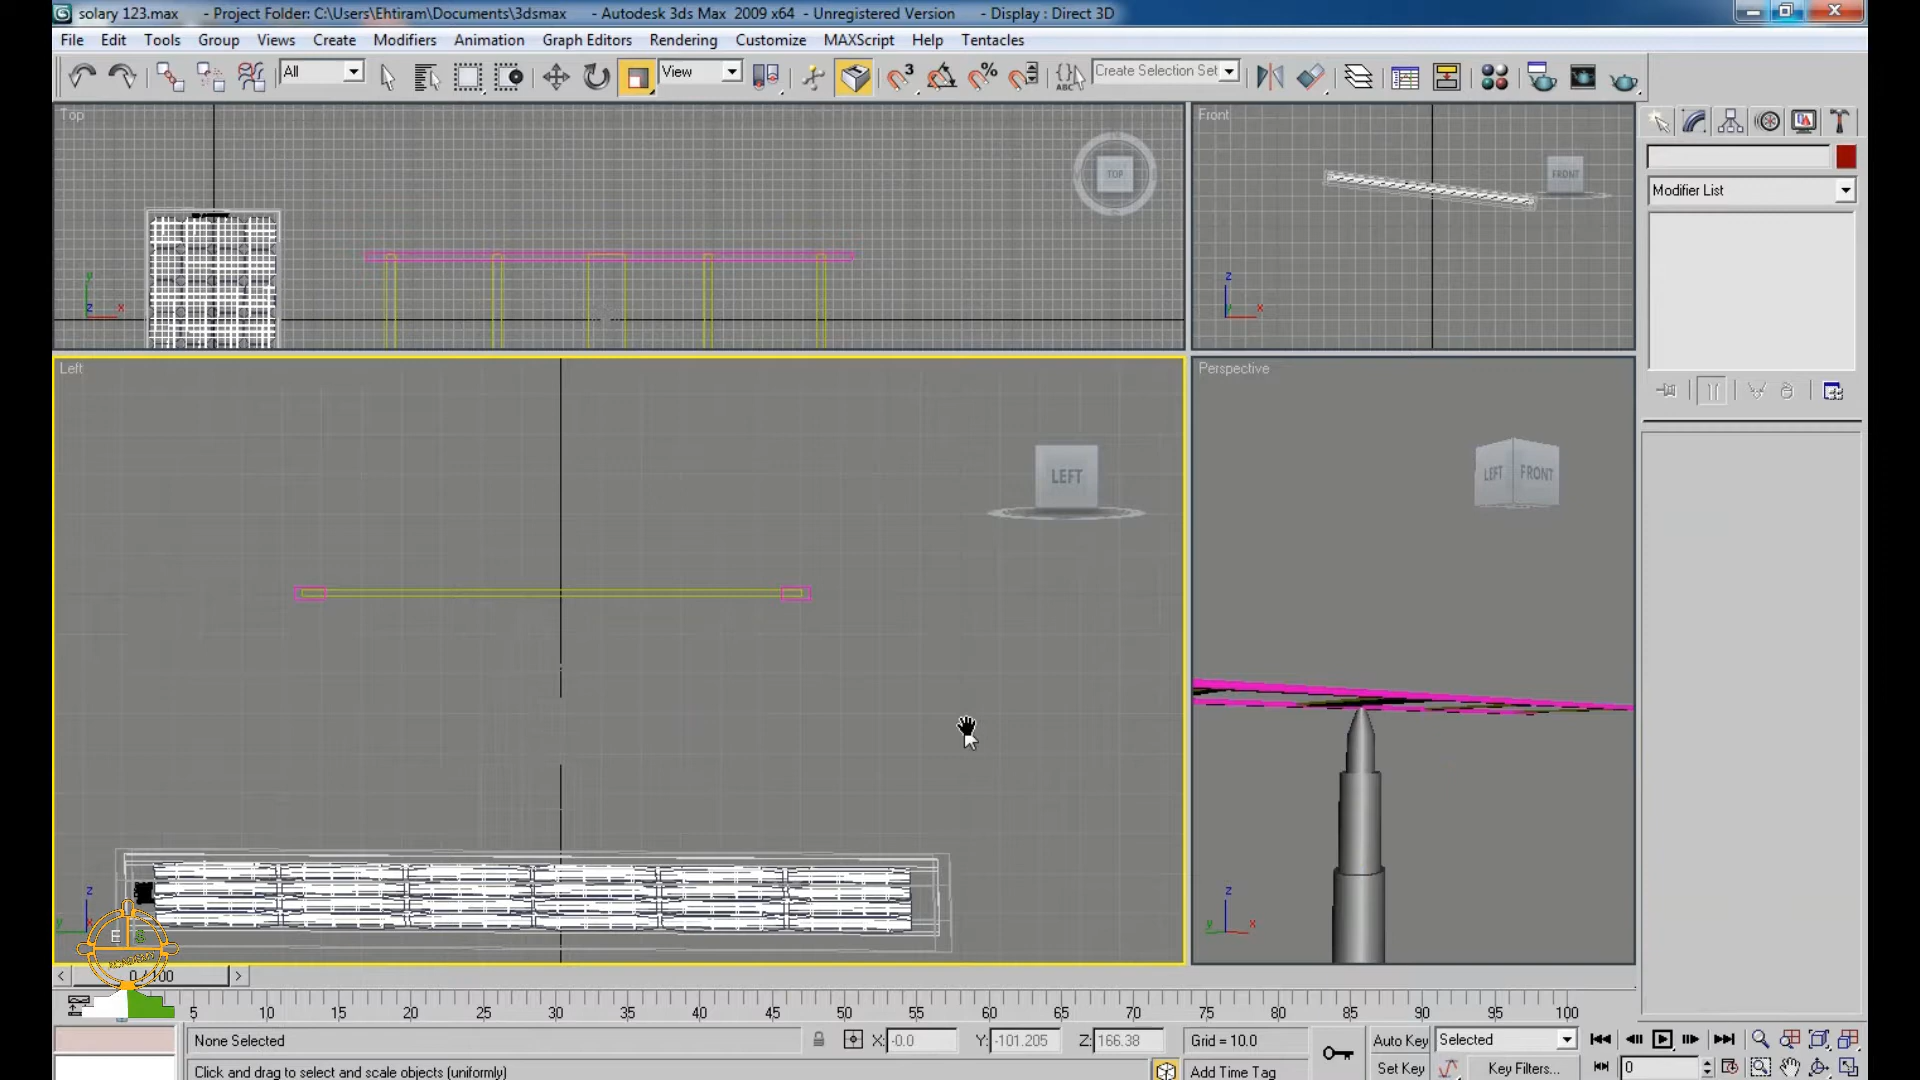 solary 123.max - Project Folder: C:\Users\Ehtiram\Documents\3dsmax - Autodesk 3ds Max 2009 x64 - Unregistered Version - Display : Direct 3D
File Edit Tools Group Views Create Modifiers Animation Graph Editors Rendering Customize MAXScript Help Tentacles
All View 3 % ABC Create Selection Set
Top TOP Front FRONT
Modifier List
z x y
z x
Left LEFT
Perspective LEFT FRONT
z y
z y x
E S
ROADMAP
0 / 100
5 10 15 20 25 30 35 40 45 50 55 60 65 70 75 80 85 90 95 100
None Selected X: -0.0 Y: -101.205 Z: 166.38 Grid = 10.0 Auto Key Selected
Click and drag to select and scale objects (uniformly) Add Time Tag Set Key Key Filters... 0